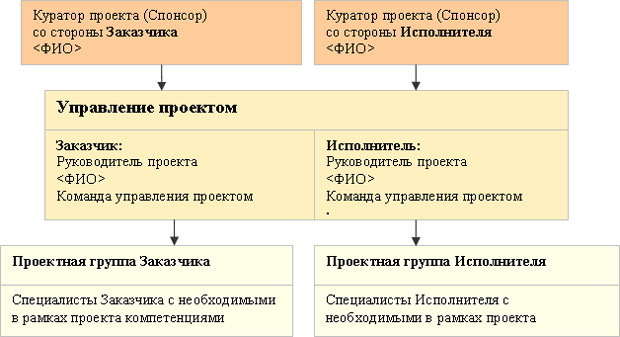 Куратор проекта (Спонсор)
со стороны Заказчика
<ФИО>
Куратор проекта (Спонсор)
со стороны Исполнителя
<ФИО>
Управление проектом
Заказчик:
Руководитель проекта
<ФИО>
Команда управления проектом
Исполнитель:
Руководитель проекта
<ФИО>
Команда управления проектом
.
Проектная группа Заказчика
Специалисты Заказчика с необходимыми
в рамках проекта компетенциями
Проектная группа Исполнителя
Специалисты Исполнителя с
необходимыми в рамках проекта